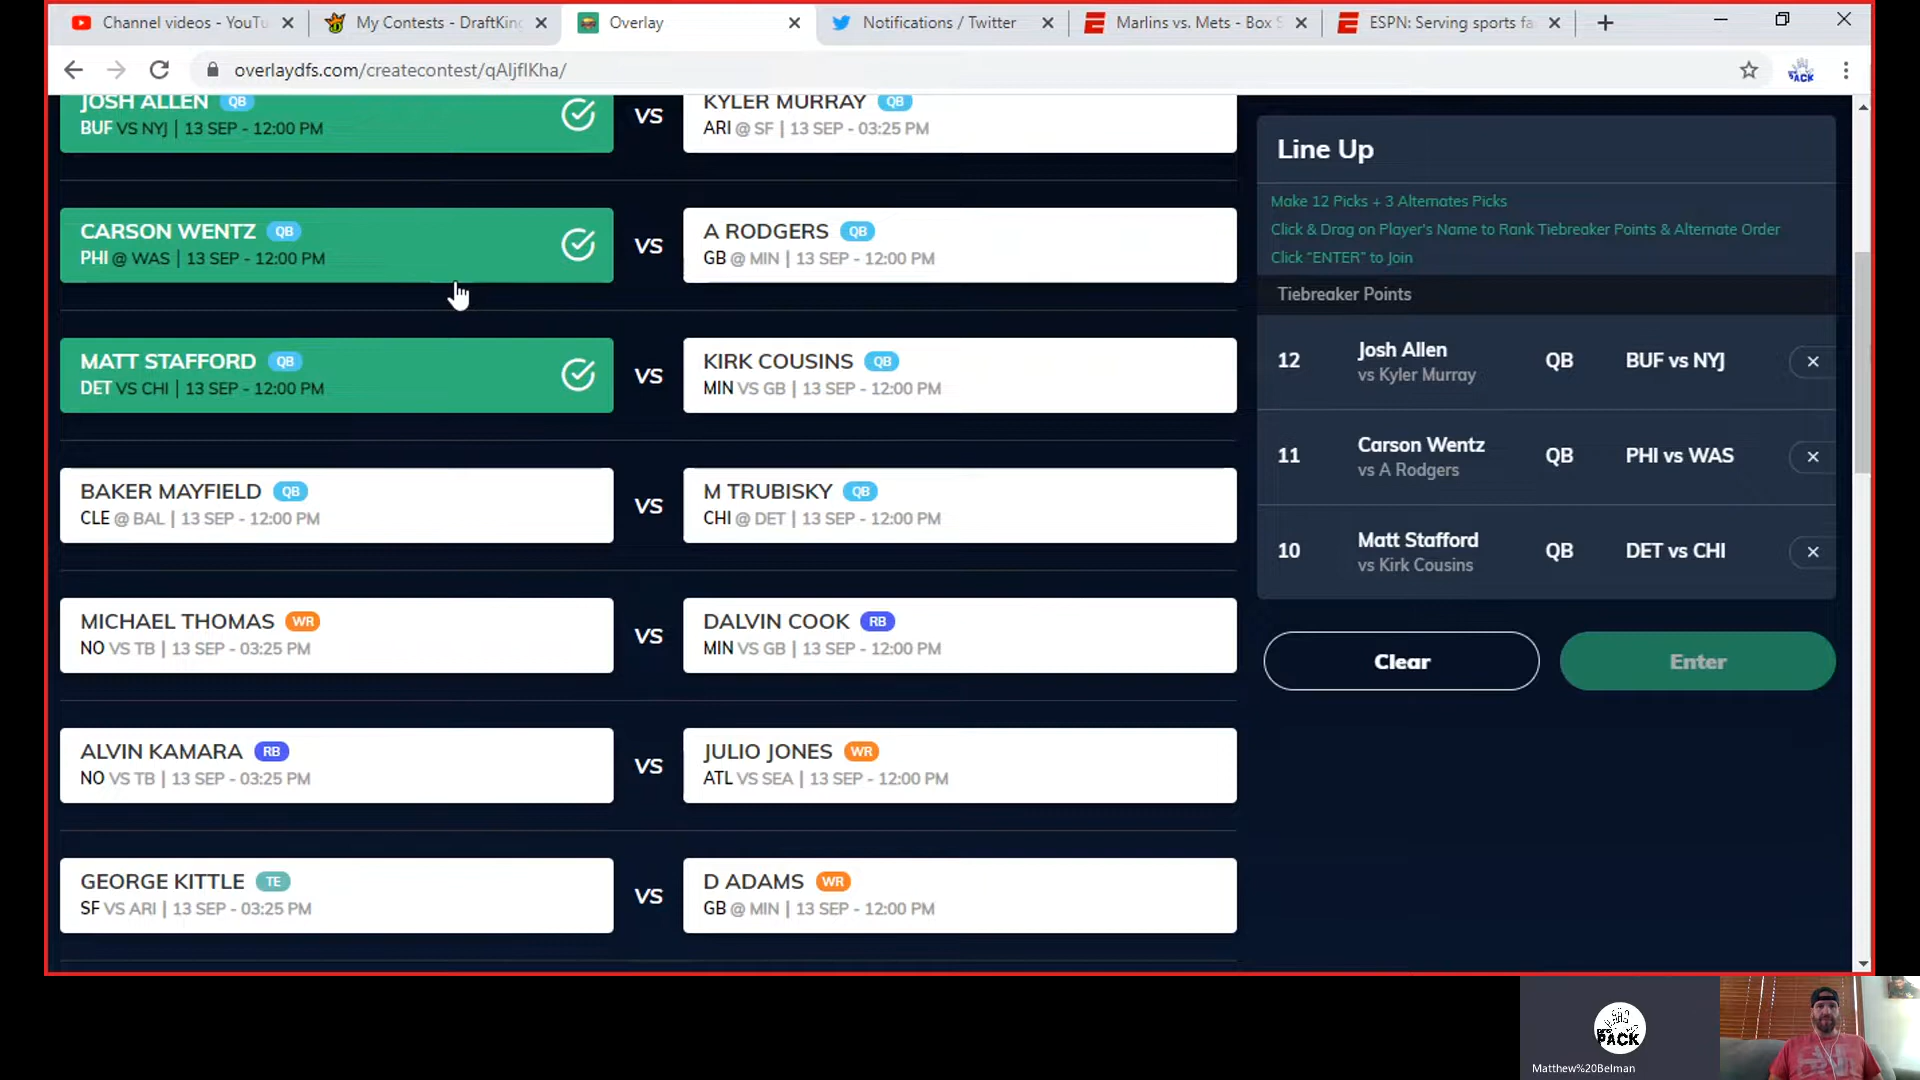 Channel videos - YouTu
My Contests - DraftKin
Overlay
Notifications / Twitter
Marlins vs. Mets - Box S
ESPN: Serving sports fa
overlaydfs.com/createcontest/qAljflKha/
JOSH ALLEN QB
BUF VS NYJ | 13 SEP - 12:00 PM
VS
KYLER MURRAY QB
ARI @ SF | 13 SEP - 03:25 PM
CARSON WENTZ QB
PHI @ WAS | 13 SEP - 12:00 PM
VS
A RODGERS QB
GB @ MIN | 13 SEP - 12:00 PM
MATT STAFFORD QB
DET VS CHI | 13 SEP - 12:00 PM
VS
KIRK COUSINS QB
MIN VS GB | 13 SEP - 12:00 PM
BAKER MAYFIELD QB
CLE @ BAL | 13 SEP - 12:00 PM
VS
M TRUBISKY QB
CHI @ DET | 13 SEP - 12:00 PM
MICHAEL THOMAS WR
NO VS TB | 13 SEP - 03:25 PM
VS
DALVIN COOK RB
MIN VS GB | 13 SEP - 12:00 PM
ALVIN KAMARA RB
NO VS TB | 13 SEP - 03:25 PM
VS
JULIO JONES WR
ATL VS SEA | 13 SEP - 12:00 PM
GEORGE KITTLE TE
SF VS ARI | 13 SEP - 03:25 PM
VS
D ADAMS WR
GB @ MIN | 13 SEP - 12:00 PM
Line Up
Make 12 Picks + 3 Alternates Picks
Click & Drag on Player's Name to Rank Tiebreaker Points & Alternate Order
Click "ENTER" to Join
Tiebreaker Points
12 Josh Allen QB BUF vs NYJ
vs Kyler Murray
11 Carson Wentz QB PHI vs WAS
vs A Rodgers
10 Matt Stafford QB DET vs CHI
vs Kirk Cousins
Clear
Enter
PACK
Matthew%20Belman